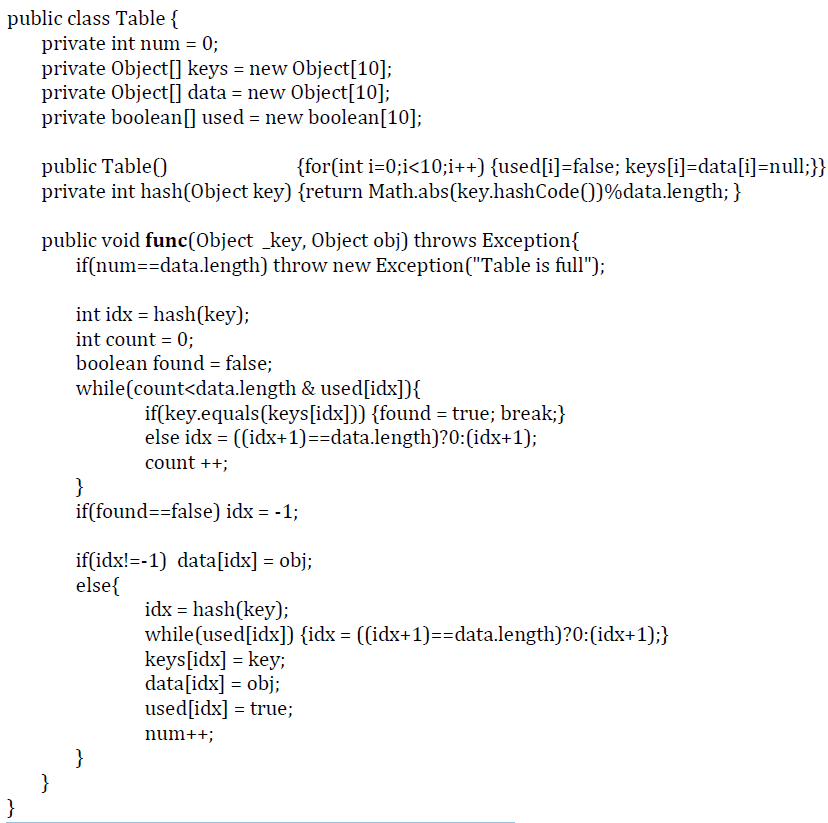 public class Table {
private int num = 0;
private Object[] keys = new Object[10];
private Object[] data = new Object[10];
private boolean[] used = new boolean[10];
public Table() {for(int i=0;i<10;i++) {used[i]=false; keys[i]=data[i]=null;}}
private int hash(Object key) {return Math.abs(key.hashCode())%data.length; }
public void func(Object _key, Object obj) throws Exception{
if(num==data.length) throw new Exception("Table is full");
int idx = hash(key);
int count = 0;
boolean found = false;
while(count<data.length & used[idx]){
if(key.equals(keys[idx])) {found = true; break;}
else idx = ((idx+1)==data.length)?0:(idx+1);
count ++;
}
if(found==false) idx = -1;
if(idx!=-1) data[idx] = obj;
else{
idx = hash(key);
while(used[idx]) {idx = ((idx+1)==data.length)?0:(idx+1);}
keys[idx] = key;
data[idx] = obj;
used[idx] = true;
num++;
}
}
}